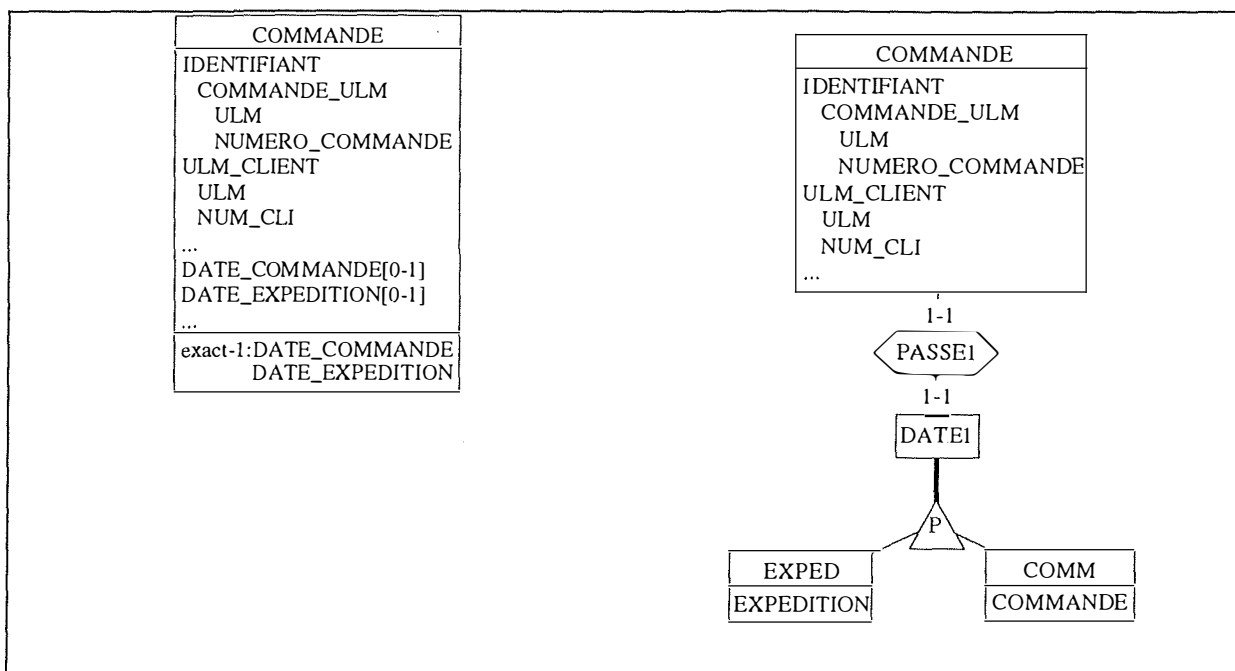 COMMANDE
IDENTIFIANT
COMMANDE_ULM
ULM
NUMERO_COMMANDE
ULM_CLIENT
ULM
NUM_CLI
...
DATE_COMMANDE[0-1]
DATE_EXPEDITION[0-1]
...
exact-1:DATE_COMMANDE
DATE_EXPEDITION
COMMANDE
IDENTIFIANT
COMMANDE_ULM
ULM
NUMERO_COMMANDE
ULM_CLIENT
ULM
NUM_CLI
...
1-1
PASSE1
1-1
DATE1
P
EXPED
EXPEDITION
COMM
COMMANDE